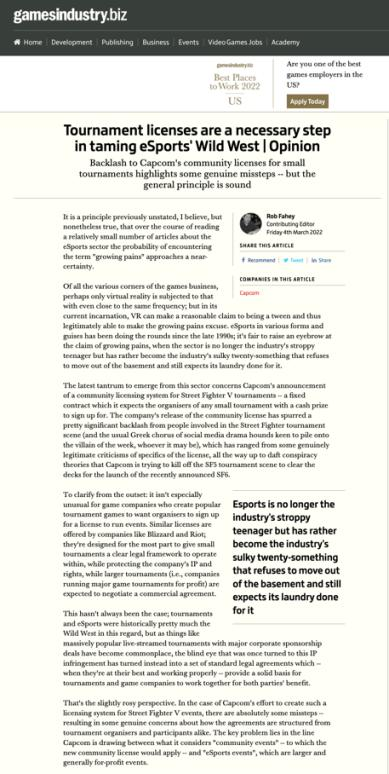 gamesindustry.biz
Home | Development | Publishing | Business | Events | Video Games Jobs | Academy
gamesindustry.biz
Best Places
to Work 2022
US
Are you one of the best
games employers in the
US?
Apply Today
Tournament licenses are a necessary step
in taming eSports' Wild West | Opinion
Backlash to Capcom's community licenses for small
tournaments highlights some genuine missteps -- but the
general principle is sound
It is a principle previously unstated, I believe, but
nonetheless true, that over the course of reading
a relatively small number of articles about the
eSports sector the probability of encountering
the term "growing pains" approaches a near-
certainty.
Rob Fahey
Contributing Editor
Friday 4th March 2022
SHARE THIS ARTICLE
Recommend
Tweet
Share
COMPANIES IN THIS ARTICLE
Capcom
Of all the various corners of the games business,
perhaps only virtual reality is subjected to that
with even close to the same frequency; but in its
current incarnation, VR can make a reasonable claim to being a tween and thus
legitimately able to make the growing pains excuse. eSports in various forms and
guises has been doing the rounds since the late 1990s; it's fair to raise an eyebrow at
the claim of growing pains, when the sector is no longer the industry's stroppy
teenager but has rather become the industry's sulky twenty-something that refuses
to move out of the basement and still expects its laundry done for it.
The latest tantrum to emerge from this sector concerns Capcom's announcement
of a community licensing system for Street Fighter V tournaments -- a fixed
contract which it expects the organisers of any small tournament with a cash prize
to sign up for. The company's release of the community license has spurred a
pretty significant backlash from people involved in the Street Fighter tournament
scene (and the usual Greek chorus of social media drama hounds keen to pile onto
the villain of the week, whoever it may be), which has ranged from some genuinely
legitimate criticisms of specifics of the license, all the way up to daft conspiracy
theories that Capcom is trying to kill off the SF5 tournament scene to clear the
decks for the launch of the recently announced SF6.
To clarify from the outset: it isn't especially
unusual for game companies who create popular
tournament games to want organisers to sign up
for a license to run events. Similar licenses are
offered by companies like Blizzard and Riot;
they're designed for the most part to give small
tournaments a clear legal framework to operate
within, while protecting the company's IP and
rights, while larger tournaments (i.e., companies
running major game tournaments for profit) are
expected to negotiate a commercial agreement.
Esports is no longer the
industry's stroppy
teenager but has rather
become the industry's
sulky twenty-something
that refuses to move out
of the basement and still
expects its laundry done
for it
This hasn't always been the case; tournaments
and eSports were historically pretty much the
Wild West in this regard, but as things like
massively popular live-streamed tournaments with major corporate sponsorship
deals have become commonplace, the blind eye that was once turned to this IP
infringement has turned instead into a set of standard legal agreements which --
when they're at their best and working properly -- provide a solid basis for
tournaments and game companies to work together for both parties' benefit.
That's the slightly rosy perspective. In the case of Capcom's effort to create such a
licensing system for Street Fighter V events, there are absolutely some missteps --
resulting in some genuine concerns about how the agreements are structured from
tournament organisers and participants alike. The key problem lies in the line
Capcom is drawing between what it considers "community events" -- to which the
new community license would apply -- and "eSports events", which are larger and
generally for-profit events.